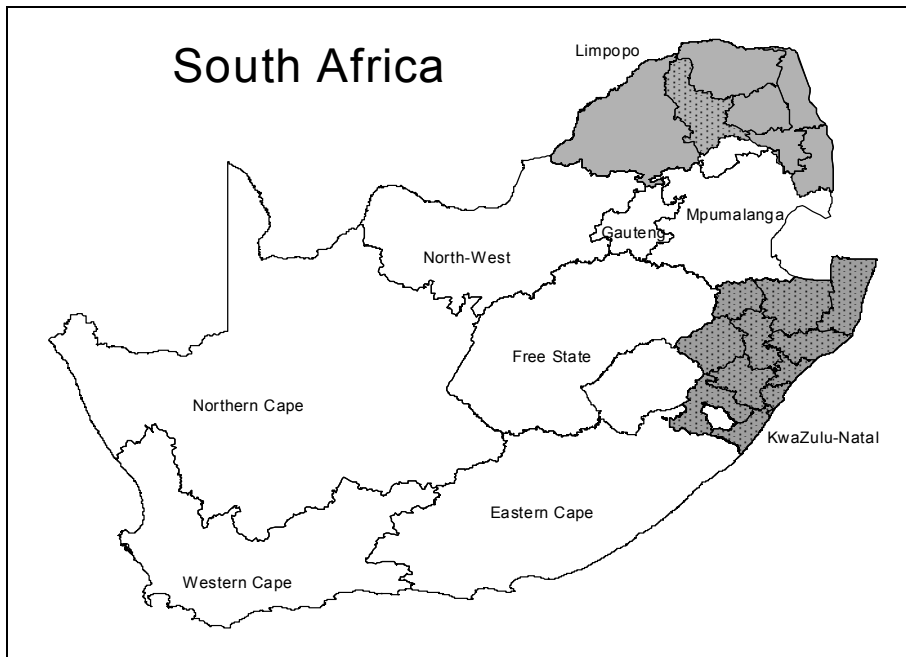 South Africa
Limpopo
Mpumalanga
Gauteng
North-West
Free State
Northern Cape
KwaZulu-Natal
Eastern Cape
Western Cape